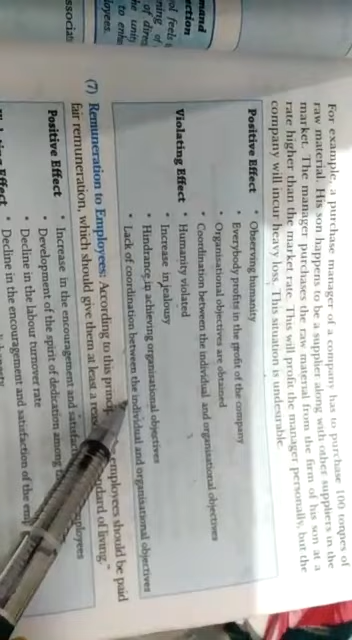 For example, a purchase manager of a company has to purchase 100 tonnes of
raw material. His son happens to be a supplier along with other suppliers in the
market. The manager purchases the raw material from the firm of his son at a
rate higher than the market rate. This will profit the manager personally, but the
company will incur heavy loss. This situation is undesirable.
Positive Effect • Observing humanity
• Everybody profits in the profit of the company
• Organisational objectives are obtained
• Coordination between the individual and organisational objectives
Violating Effect • Humanity violated
• Increase in jealousy
• Hindrance in achieving organisational objectives
• Lack of coordination between the individual and organisational objectives
(7) Remuneration to Employees: According to this employees should be paid
fair remuneration, which should give them at least a of living."
Positive Effect • Increase in the encouragement and
• Development of the spirit of dedication among
• Decline in the labour turnover rate
Effect • Decline in the encouragement and satisfaction of the
mand
ection
feels
of
of
the unity
to